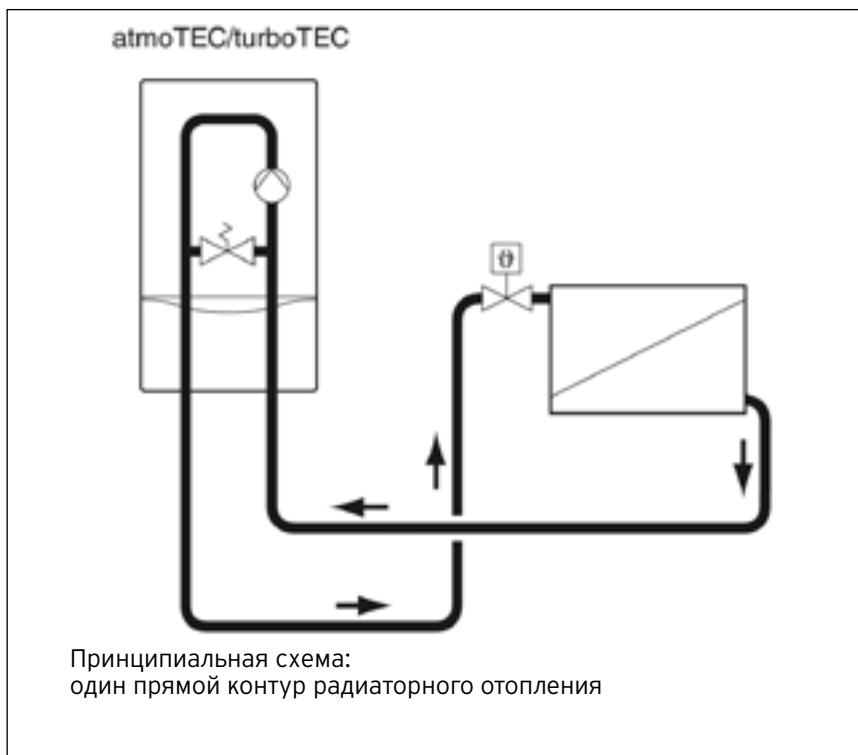 atmoTEC/turboTEC
Принципиальная схема:
один прямой контур радиаторного отопления